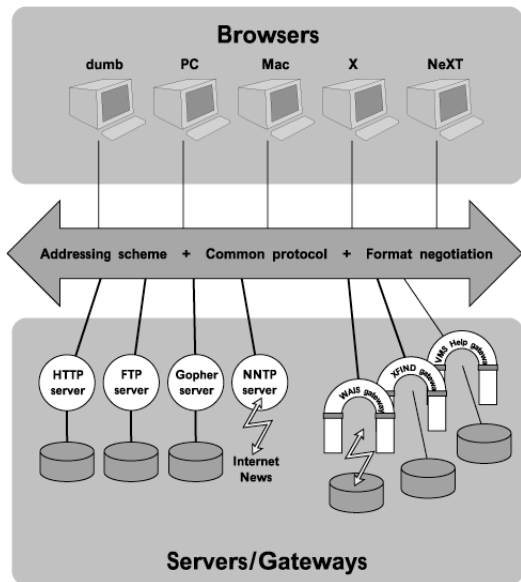 Browsers
dumb PC Mac X NeXT
Addressing scheme + Common protocol + Format negotiation
HTTP server
FTP server
Gopher server
NNTP server
Internet News
WAIS gateway
XFIND gateway
VMS Help gateway
Servers/Gateways